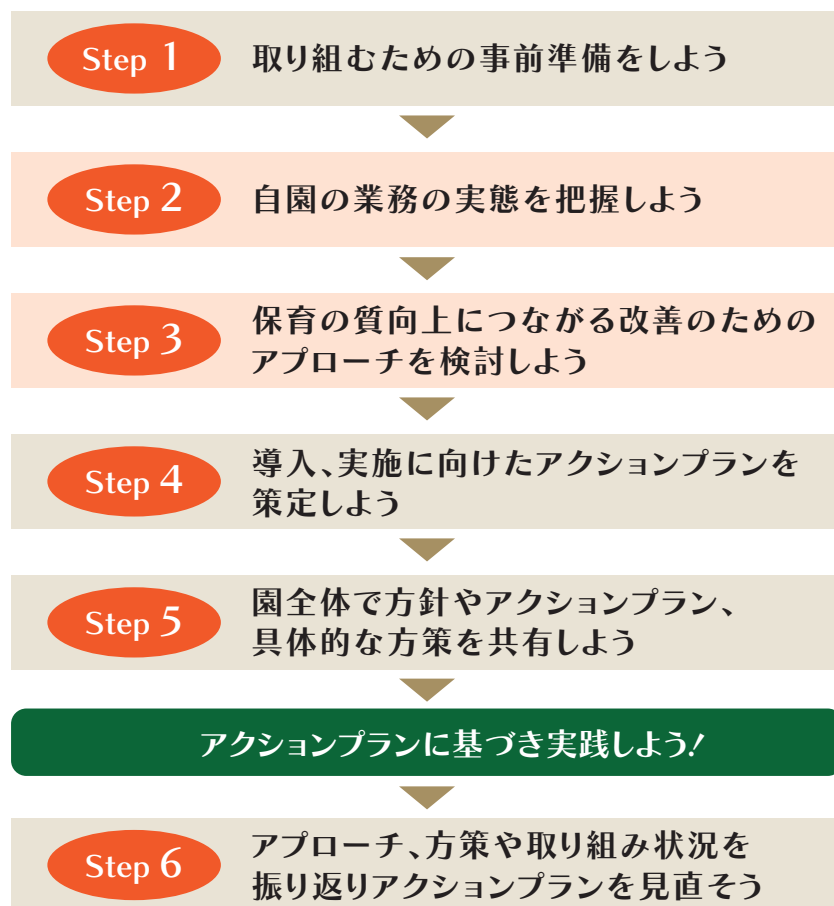 Step 1 取り組むための事前準備をしよう
Step 2 自園の業務の実態を把握しよう
Step 3 保育の質向上につながる改善のための
アプローチを検討しよう
Step 4 導入、実施に向けたアクションプランを
策定しよう
Step 5 園全体で方針やアクションプラン、
具体的な方策を共有しよう
アクションプランに基づき実践しよう!
Step 6 アプローチ、方策や取り組み状況を
振り返りアクションプランを見直そう